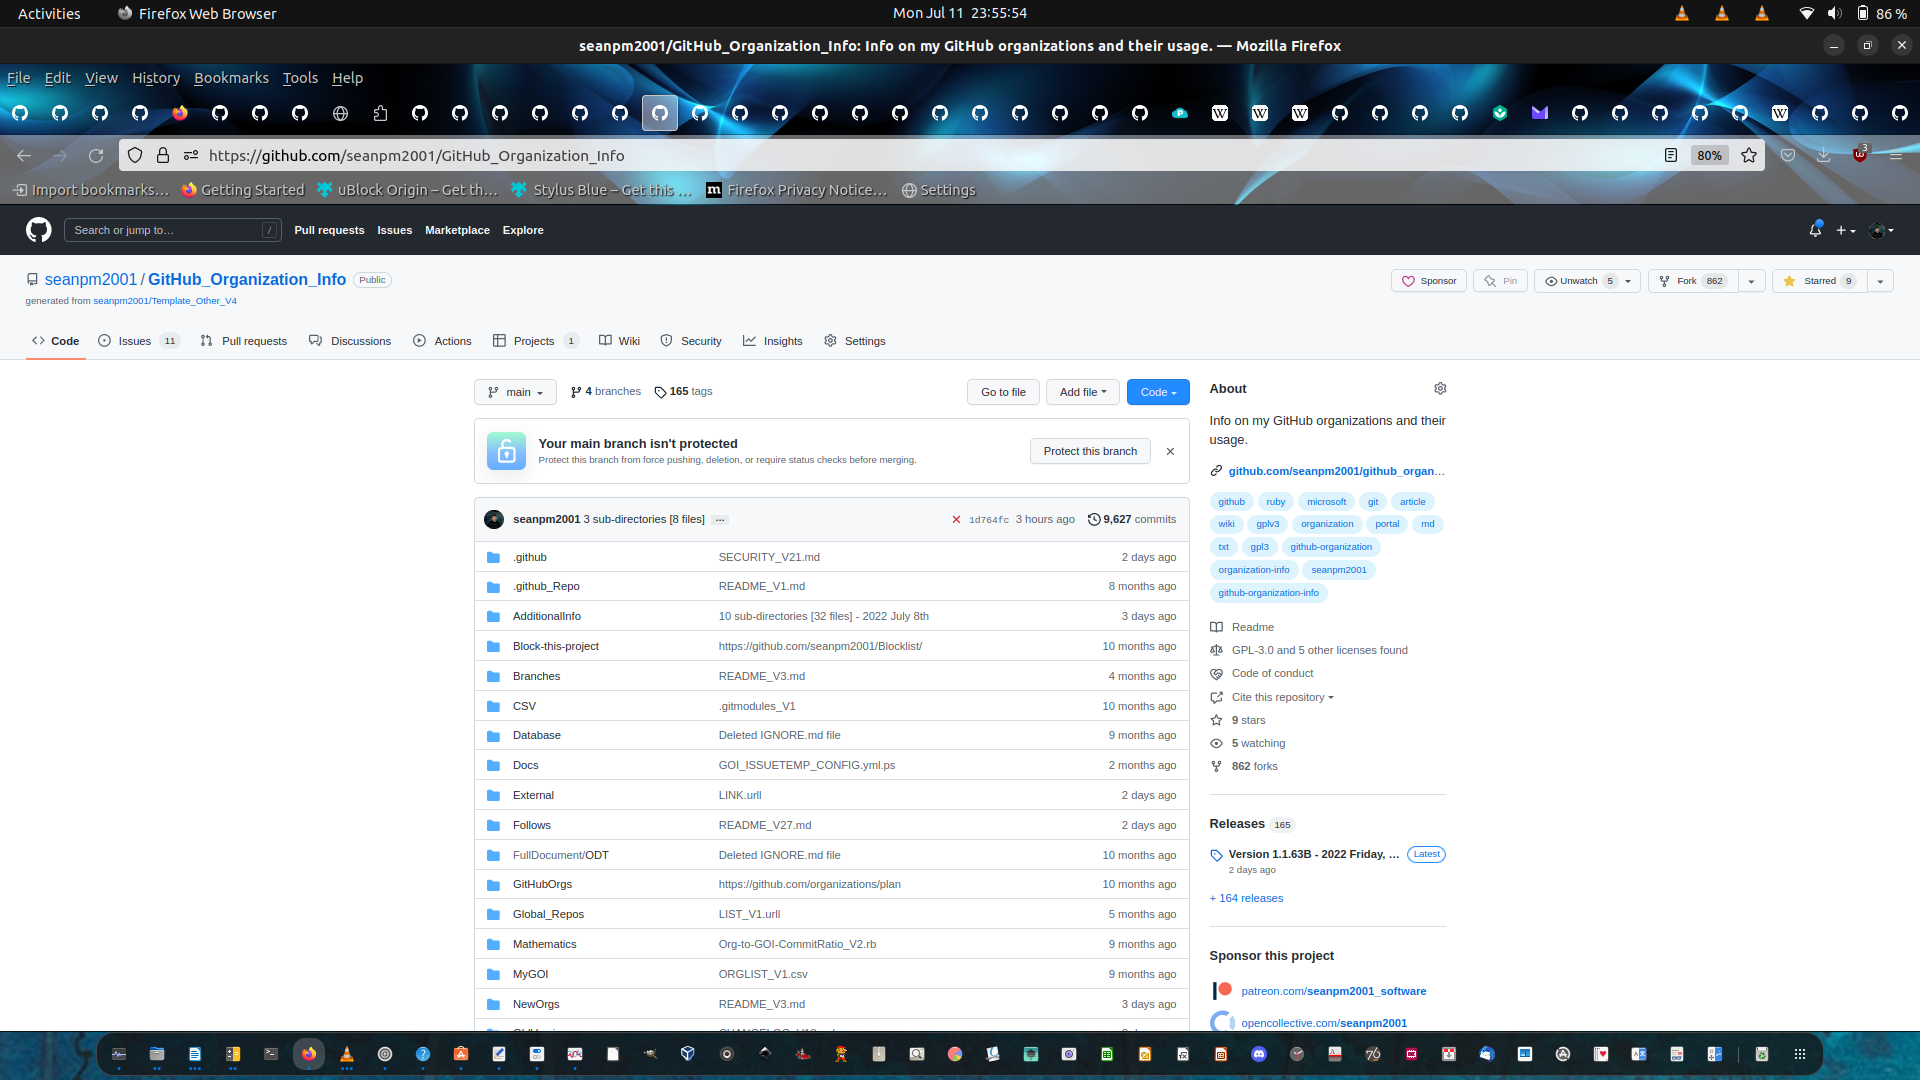 Activities
Firefox Web Browser
Mon Jul 11 23:55:54
86 %
seanpm2001/GitHub_Organization_Info: Info on my GitHub organizations and their usage. — Mozilla Firefox
File Edit View History Bookmarks Tools Help
https://github.com/seanpm2001/GitHub_Organization_Info
80%
3
Import bookmarks…
Getting Started
uBlock Origin – Get th…
Stylus Blue – Get this …
Firefox Privacy Notice…
Settings
Search or jump to…
/
Pull requests
Issues
Marketplace
Explore
seanpm2001 / GitHub_Organization_Info
Public
generated from seanpm2001/Template_Other_V4
Sponsor
Pin
Unwatch 5
Fork 862
Starred 9
Code
Issues 11
Pull requests
Discussions
Actions
Projects 1
Wiki
Security
Insights
Settings
main
4 branches
165 tags
Go to file
Add file
Code
Your main branch isn't protected
Protect this branch from force pushing, deletion, or require status checks before merging.
Protect this branch
seanpm2001 3 sub-directories [8 files] …
1d764fc 3 hours ago
9,627 commits
.github SECURITY_V21.md 2 days ago
.github_Repo README_V1.md 8 months ago
AdditionalInfo 10 sub-directories [32 files] - 2022 July 8th 3 days ago
Block-this-project https://github.com/seanpm2001/Blocklist/ 10 months ago
Branches README_V3.md 4 months ago
CSV .gitmodules_V1 10 months ago
Database Deleted IGNORE.md file 9 months ago
Docs GOI_ISSUETEMP_CONFIG.yml.ps 2 months ago
External LINK.urll 2 days ago
Follows README_V27.md 2 days ago
FullDocument/ODT Deleted IGNORE.md file 10 months ago
GitHubOrgs https://github.com/organizations/plan 10 months ago
Global_Repos LIST_V1.urll 5 months ago
Mathematics Org-to-GOI-CommitRatio_V2.rb 9 months ago
MyGOI ORGLIST_V1.csv 9 months ago
NewOrgs README_V3.md 3 days ago
About
Info on my GitHub organizations and their
usage.
github.com/seanpm2001/github_organ…
github ruby microsoft git article
wiki gplv3 organization portal md
txt gpl3 github-organization
organization-info seanpm2001
github-organization-info
Readme
GPL-3.0 and 5 other licenses found
Code of conduct
Cite this repository
9 stars
5 watching
862 forks
Releases 165
Version 1.1.63B - 2022 Friday, …
Latest
2 days ago
+ 164 releases
Sponsor this project
patreon.com/seanpm2001_software
opencollective.com/seanpm2001